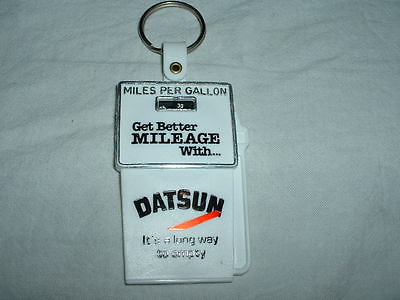 MILES PER GALLON
Get Better
MILEAGE
With...
DATSUN
It's a long way
to empty